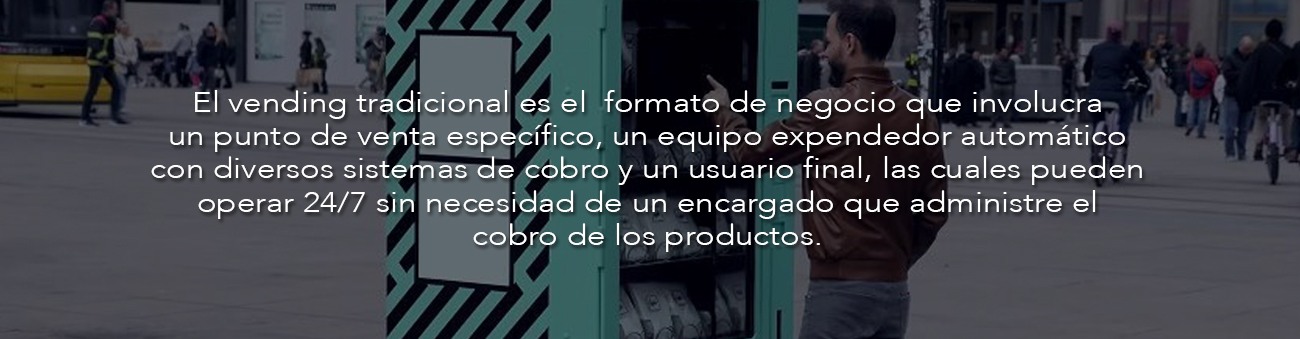 El vending tradicional es el  formato de negocio que involucra
un punto de venta específico, un equipo expendedor automático
con diversos sistemas de cobro y un usuario final, las cuales pueden
operar 24/7 sin necesidad de un encargado que administre el
cobro de los productos.